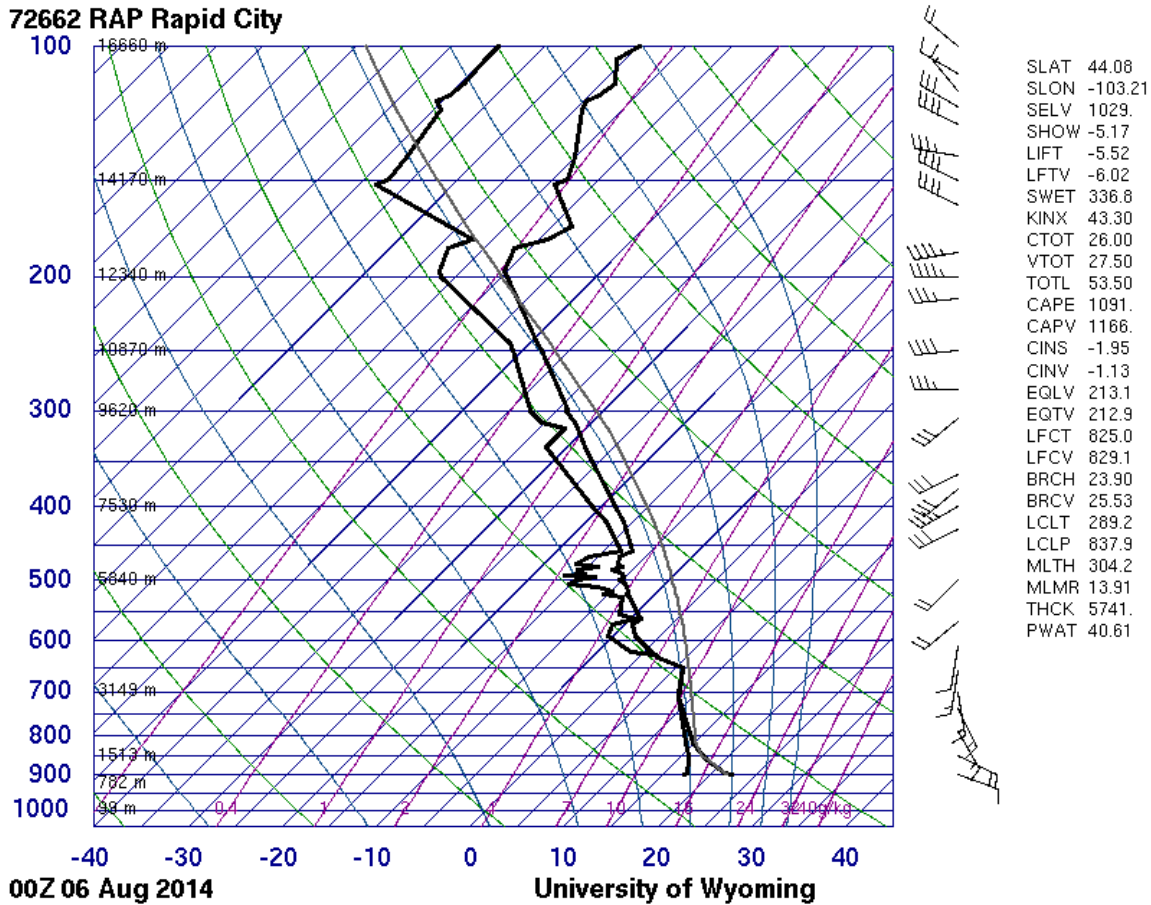 72662 RAP Rapid City
100
16660 m
14170 m
200
12340 m
10870 m
300
9620 m
400
7530 m
500
5840 m
600
700
3149 m
800
1513 m
900
782 m
1000
99 m
0.1 1 2 4 7 10 16 24 32 40g/kg
-40 -30 -20 -10 0 10 20 30 40
00Z 06 Aug 2014 University of Wyoming
SLAT 44.08
SLON -103.21
SELV 1029.
SHOW -5.17
LIFT -5.52
LFTV -6.02
SWET 336.8
KINX 43.30
CTOT 26.00
VTOT 27.50
TOTL 53.50
CAPE 1091.
CAPV 1166.
CINS -1.95
CINV -1.13
EQLV 213.1
EQTV 212.9
LFCT 825.0
LFCV 829.1
BRCH 23.90
BRCV 25.53
LCLT 289.2
LCLP 837.9
MLTH 304.2
MLMR 13.91
THCK 5741.
PWAT 40.61